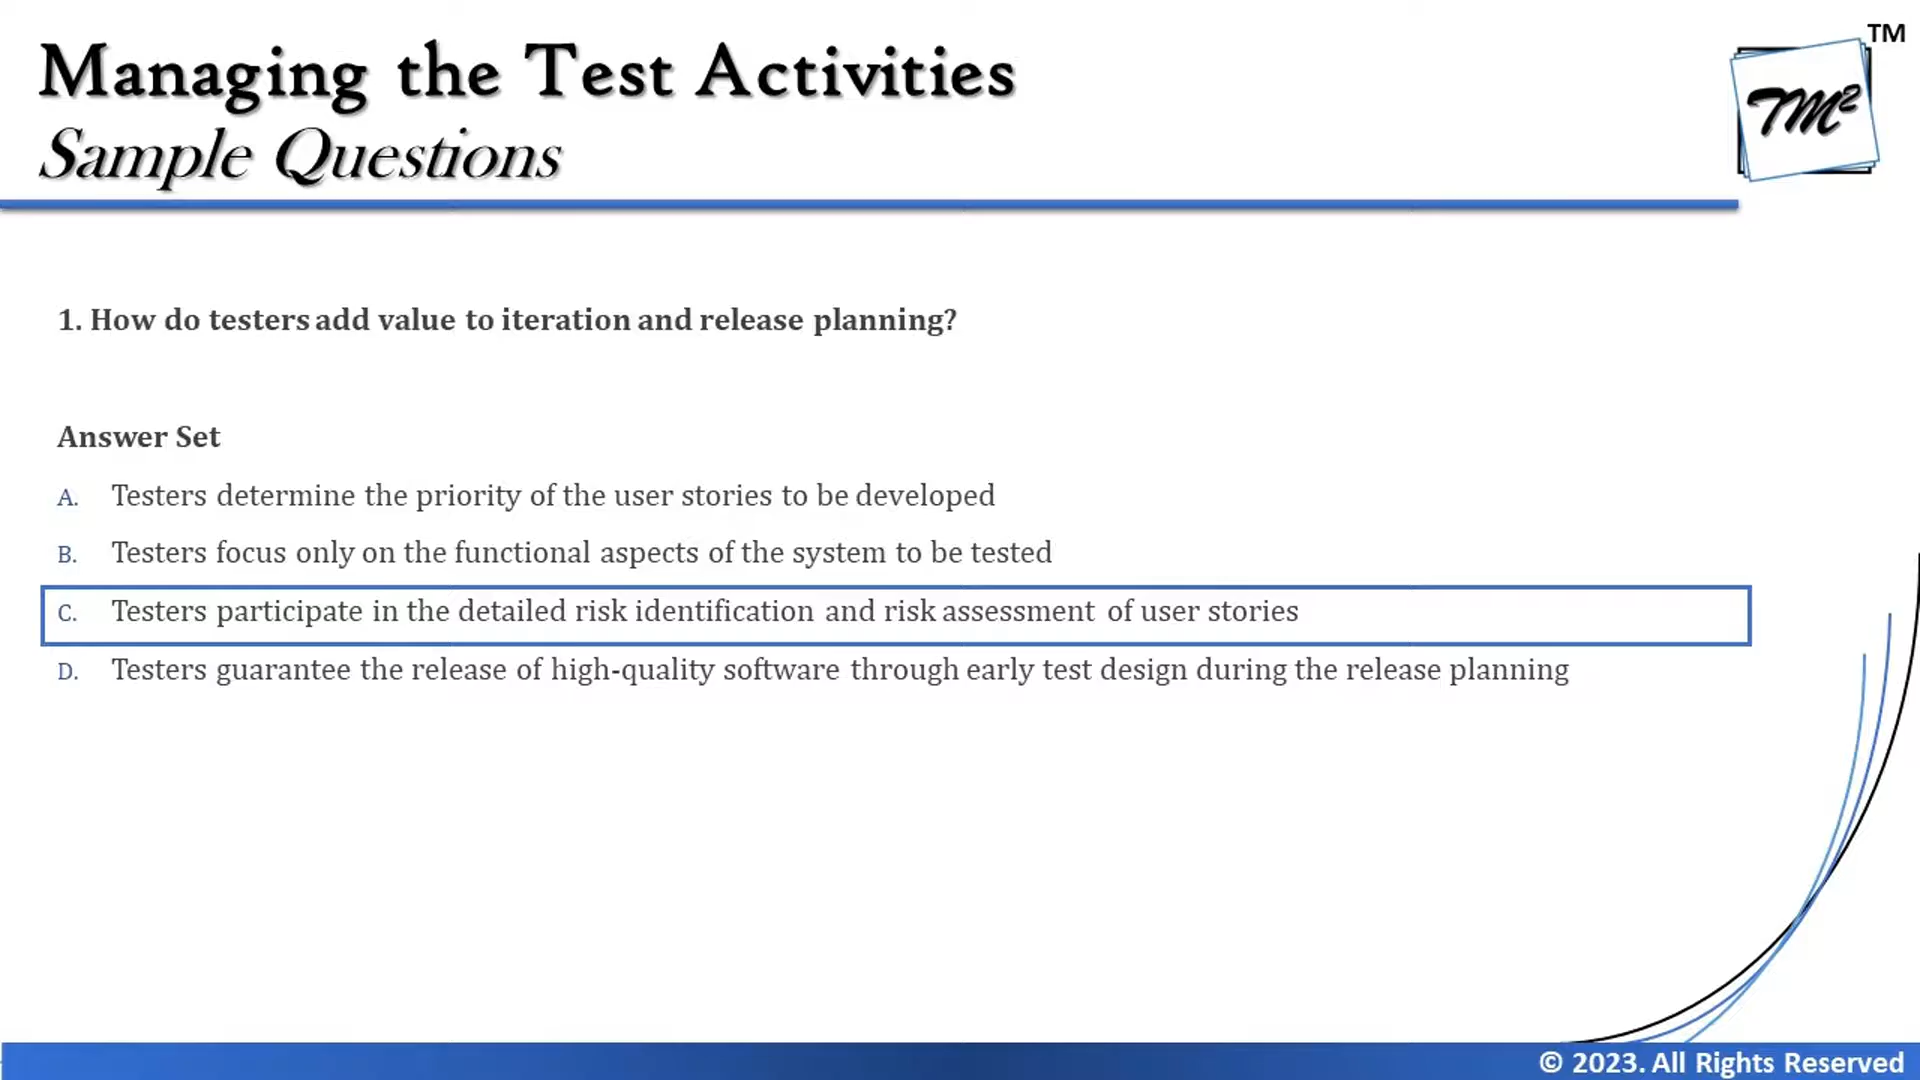 Managing the Test Activities
Sample Questions
TM
TM²
1. How do testers add value to iteration and release planning?
Answer Set
A. Testers determine the priority of the user stories to be developed
B. Testers focus only on the functional aspects of the system to be tested
C. Testers participate in the detailed risk identification and risk assessment of user stories
D. Testers guarantee the release of high-quality software through early test design during the release planning
© 2023. All Rights Reserved